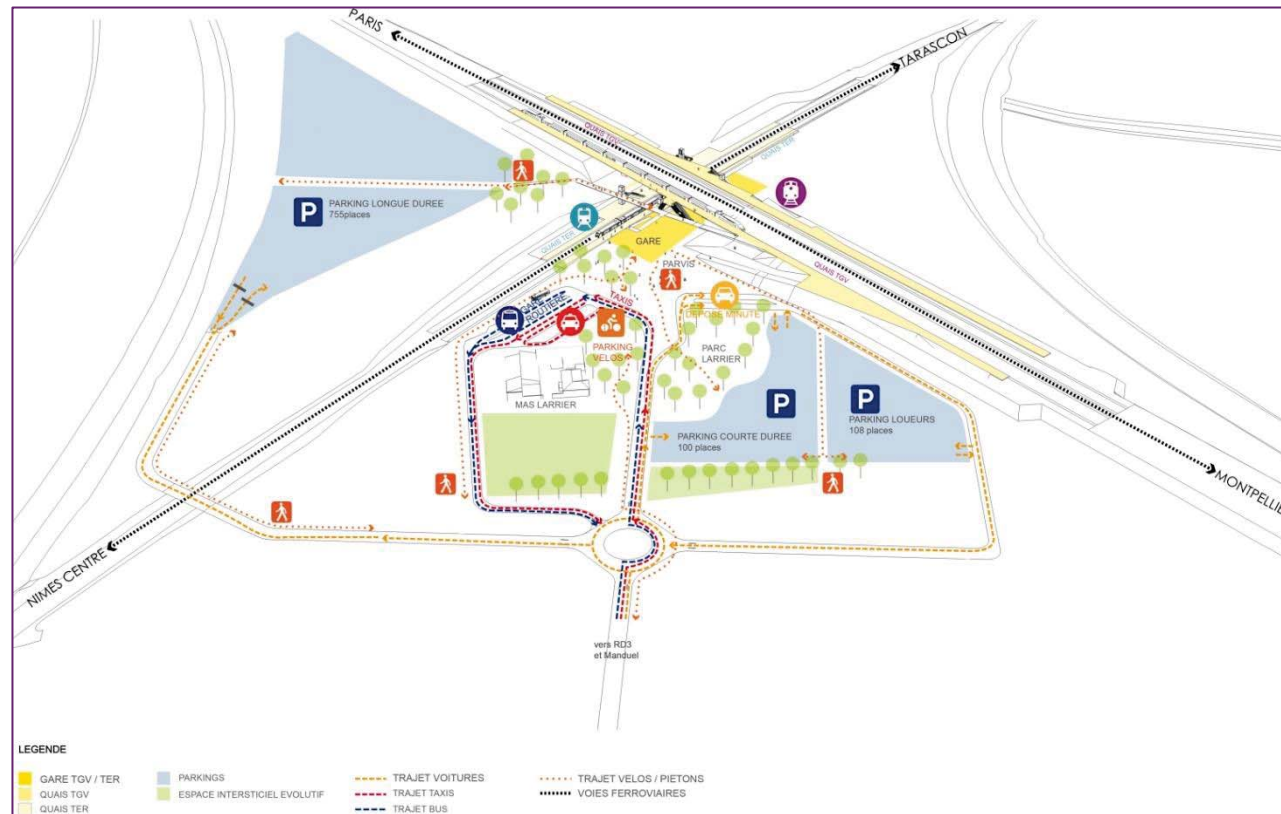 PARIS
TARASCON
QUAIS TGV
QUAIS TER
P
PARKING LONGUE DUREE
755places
QUAIS TER
GARE
QUAIS TGV
PARVIS
TAXIS
GARE
ROUTIERE
DEPOSE MINUTE
PARKING
VELOS
PARC
LARRIER
MAS LARRIER
P
P
PARKING LOUEURS
108 places
PARKING COURTE DUREE
100 places
MONTPELLIE
NIMES CENTRE
vers RD3
et Manduel
LEGENDE
GARE TGV / TER
QUAIS TGV
QUAIS TER
PARKINGS
ESPACE INTERSTICIEL EVOLUTIF
TRAJET VOITURES
TRAJET TAXIS
TRAJET BUS
TRAJET VELOS / PIETONS
VOIES FERROVIAIRES